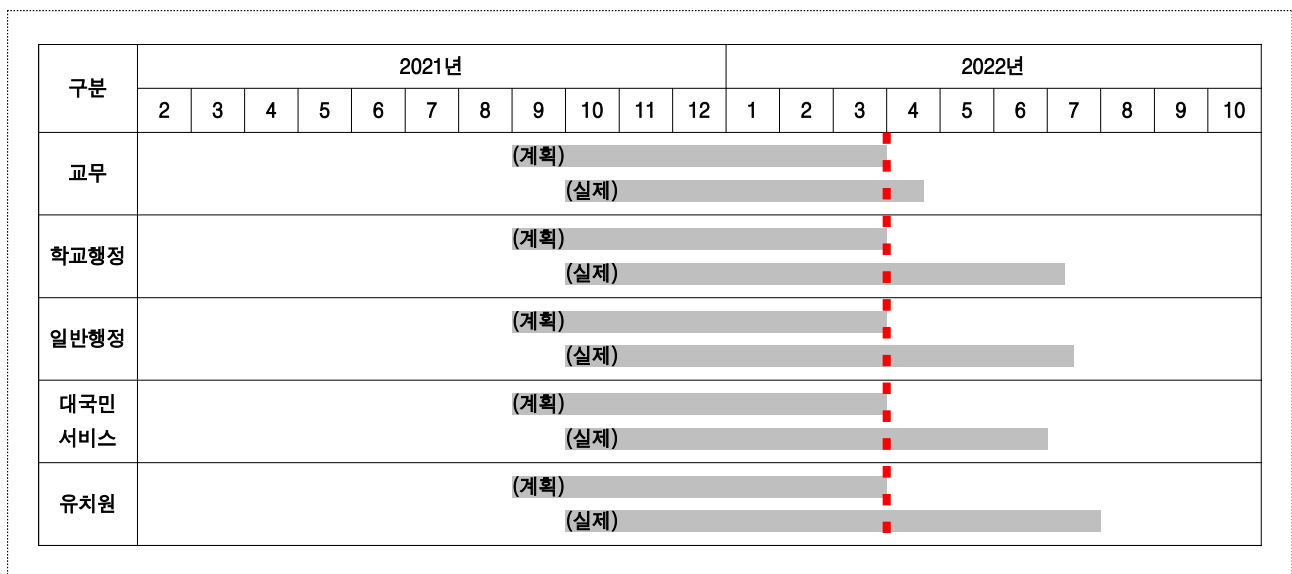 구분
2021년
2022년
2 3 4 5 6 7 8 9 10 11 12 1 2 3 4 5 6 7 8 9 10
교무
(계획)
(실제)
학교행정
(계획)
(실제)
일반행정
(계획)
(실제)
대국민
서비스
(계획)
(실제)
유치원
(계획)
(실제)